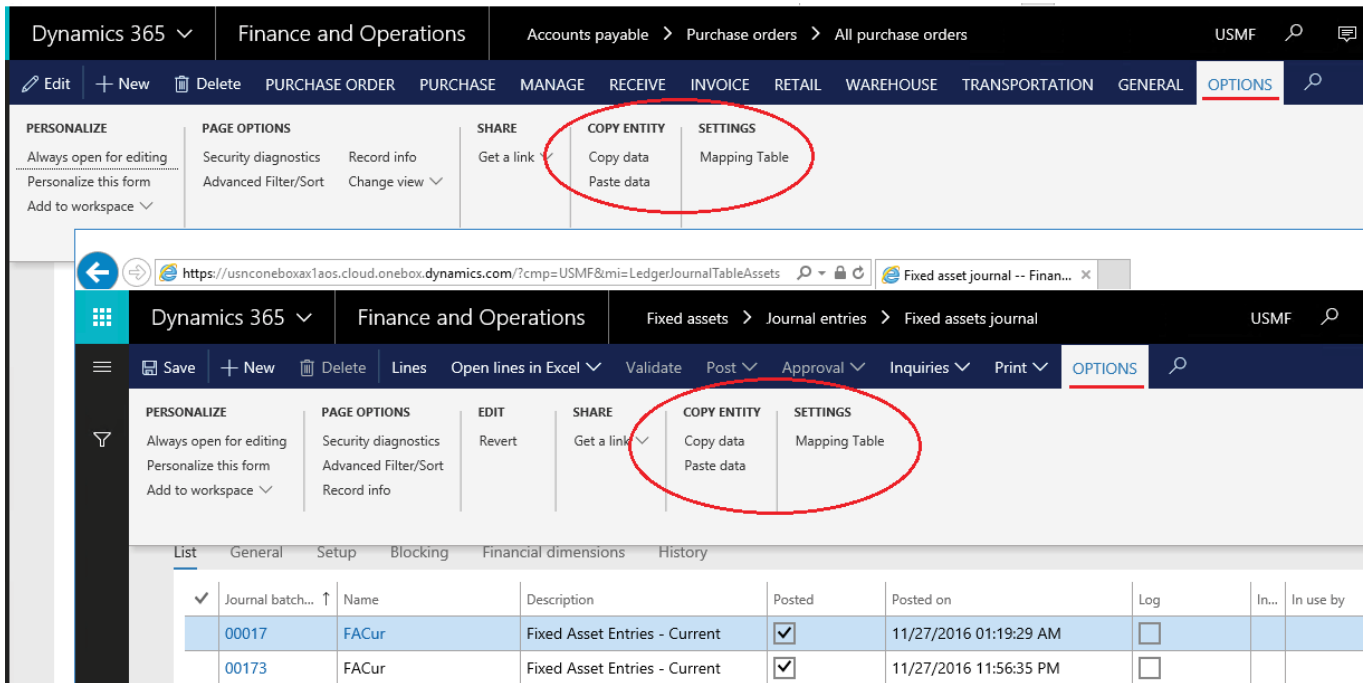 Dynamics 365 Finance and Operations Accounts payable > Purchase orders > All purchase orders USMF
Edit + New Delete PURCHASE ORDER PURCHASE MANAGE RECEIVE INVOICE RETAIL WAREHOUSE TRANSPORTATION GENERAL OPTIONS
PERSONALIZE PAGE OPTIONS SHARE COPY ENTITY SETTINGS
Always open for editing Security diagnostics Record info Get a link Copy data Mapping Table
Personalize this form Advanced Filter/Sort Change view Paste data
Add to workspace
https://usnconeboxax1aos.cloud.onebox.dynamics.com/?cmp=USMF&mi=LedgerJournalTableAssets Fixed asset journal -- Finan... ×
Dynamics 365 Finance and Operations Fixed assets > Journal entries > Fixed assets journal USMF
Save + New Delete Lines Open lines in Excel Validate Post Approval Inquiries Print OPTIONS
PERSONALIZE PAGE OPTIONS EDIT SHARE COPY ENTITY SETTINGS
Always open for editing Security diagnostics Revert Get a link Copy data Mapping Table
Personalize this form Advanced Filter/Sort Paste data
Add to workspace Record info
List General Setup Blocking Financial dimensions History
Journal batch... ↑ Name Description Posted Posted on Log In... In use by
00017 FACur Fixed Asset Entries - Current 11/27/2016 01:19:29 AM
00173 FACur Fixed Asset Entries - Current 11/27/2016 11:56:35 PM